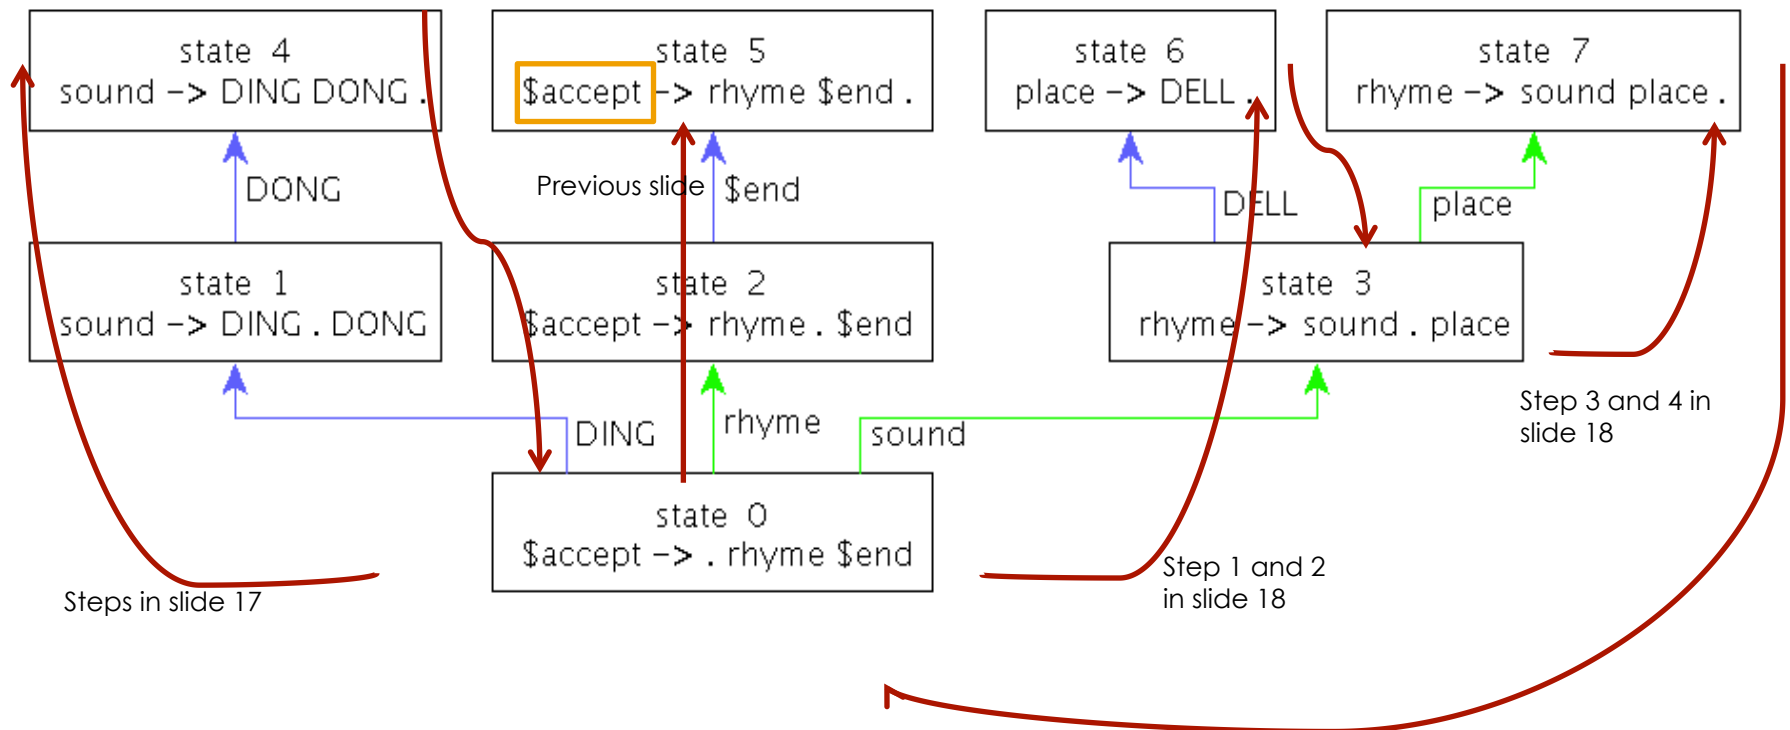 state 4
sound -> DING DONG .
state 5
$accept -> rhyme $end .
state 6
place -> DELL .
state 7
rhyme -> sound place .
DONG
Previous slide
$end
DELL
place
state 1
sound -> DING . DONG
state 2
$accept -> rhyme . $end
state 3
rhyme -> sound . place
DING
rhyme
sound
Step 3 and 4 in
slide 18
state 0
$accept -> . rhyme $end
Steps in slide 17
Step 1 and 2
in slide 18